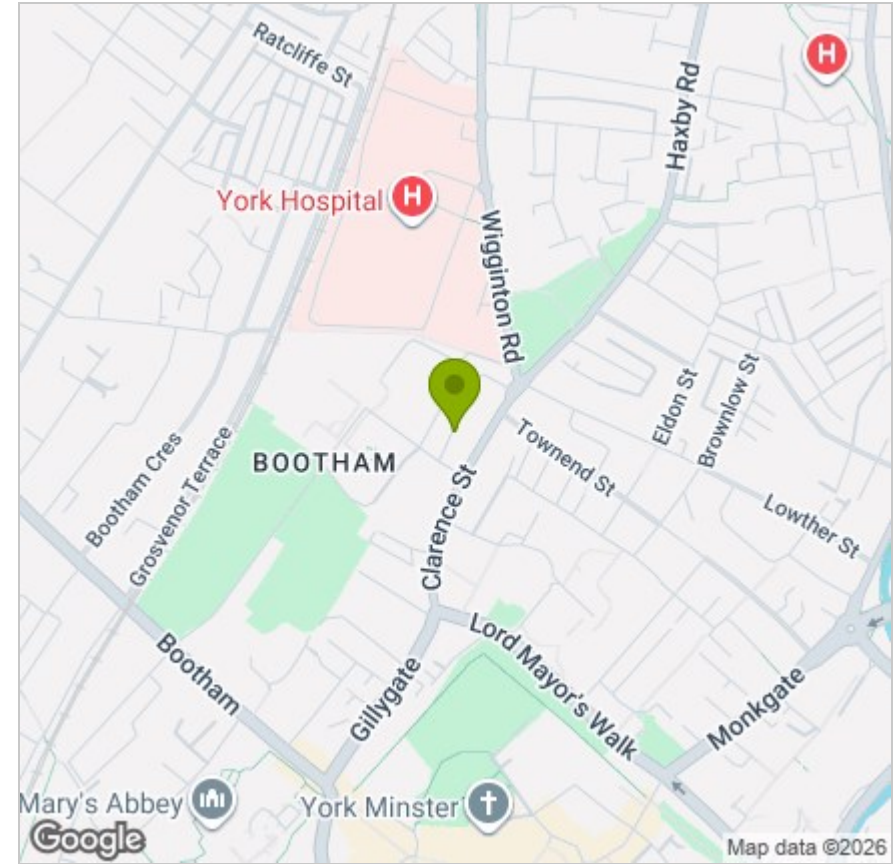 Ratcliffe St
H
Haxby Rd
York Hospital
H
Wigginton Rd
Eldon St
Brownlow St
Townend St
Bootham Cres
Grosvenor Terrace
BOOTHAM
Clarence St
Lowther St
Lord Mayor's Walk
Bootham
Gillygate
Monkgate
Mary's Abbey
York Minster
Google
Map data ©2026